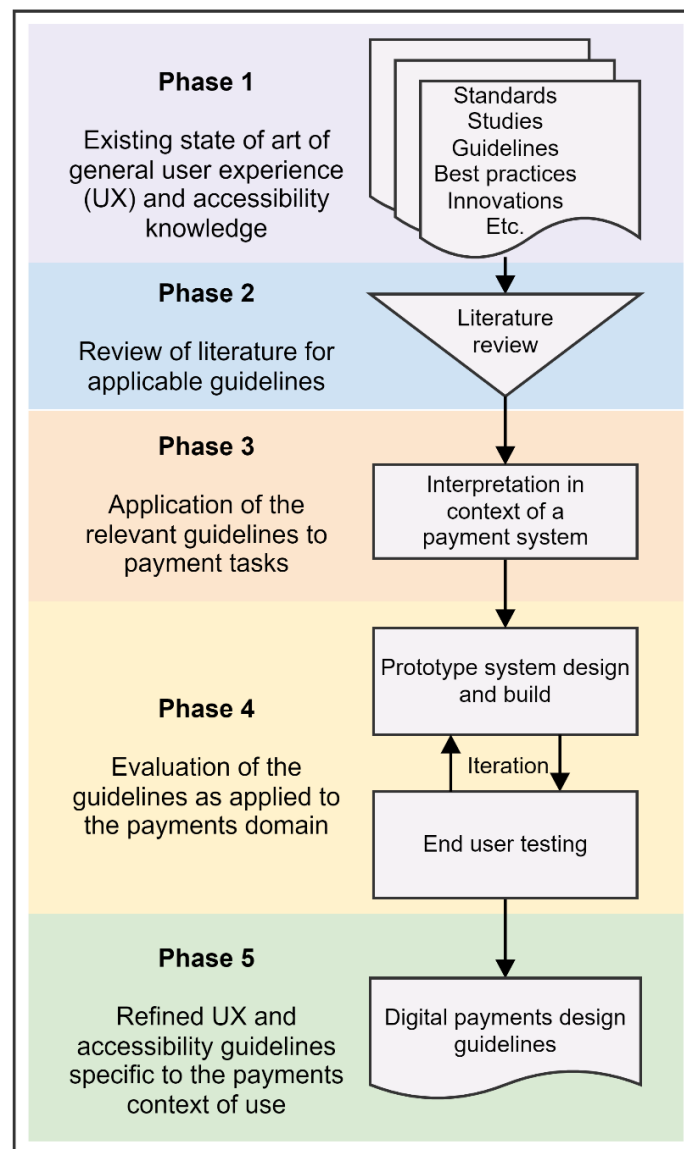 Phase 1
Existing state of art of
general user experience
(UX) and accessibility
knowledge
Standards
Studies
Guidelines
Best practices
Innovations
Etc.
Phase 2
Review of literature for
applicable guidelines
Literature
review
Phase 3
Application of the
relevant guidelines to
payment tasks
Interpretation in
context of a
payment system
Phase 4
Evaluation of the
guidelines as applied to
the payments domain
Prototype system design
and build
Iteration
End user testing
Phase 5
Refined UX and
accessibility guidelines
specific to the payments
context of use
Digital payments design
guidelines